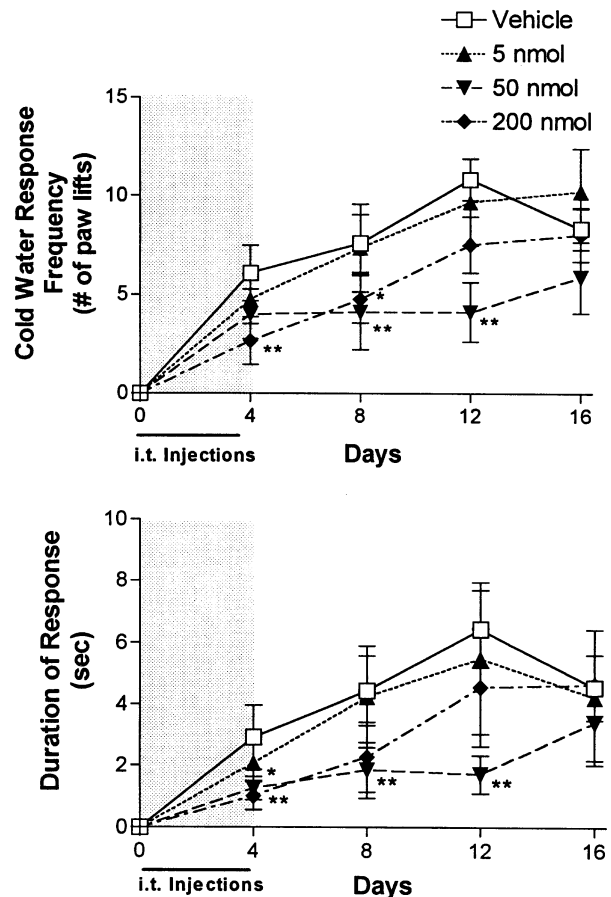 Vehicle
5 nmol
50 nmol
200 nmol
Cold Water Response
Frequency
(# of paw lifts)
15
10
5
0
*
**
**
**
0 4 8 12 16
i.t. Injections
Days
Duration of Response
(sec)
10
8
6
4
2
0
*
**
**
**
0 4 8 12 16
i.t. Injections
Days